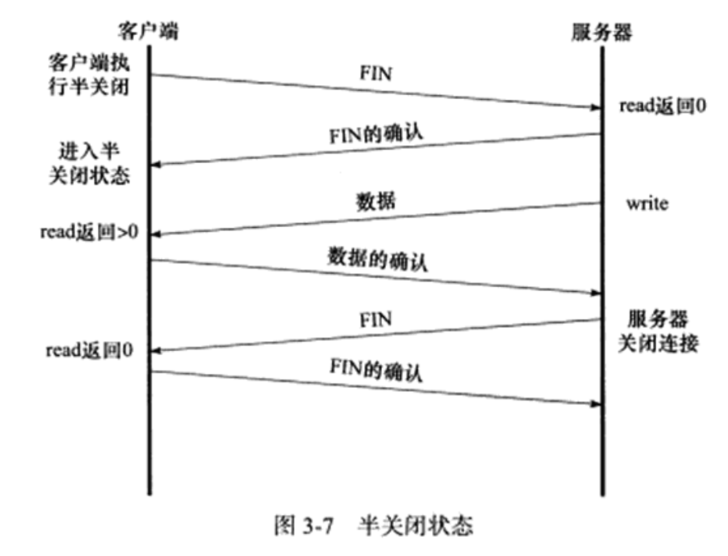 客户端
服务器
客户端执
行半关闭
FIN
read返回0
FIN的确认
进入半
关闭状态
数据
write
read返回>0
数据的确认
FIN
服务器
关闭连接
read返回0
FIN的确认
图 3-7 半关闭状态